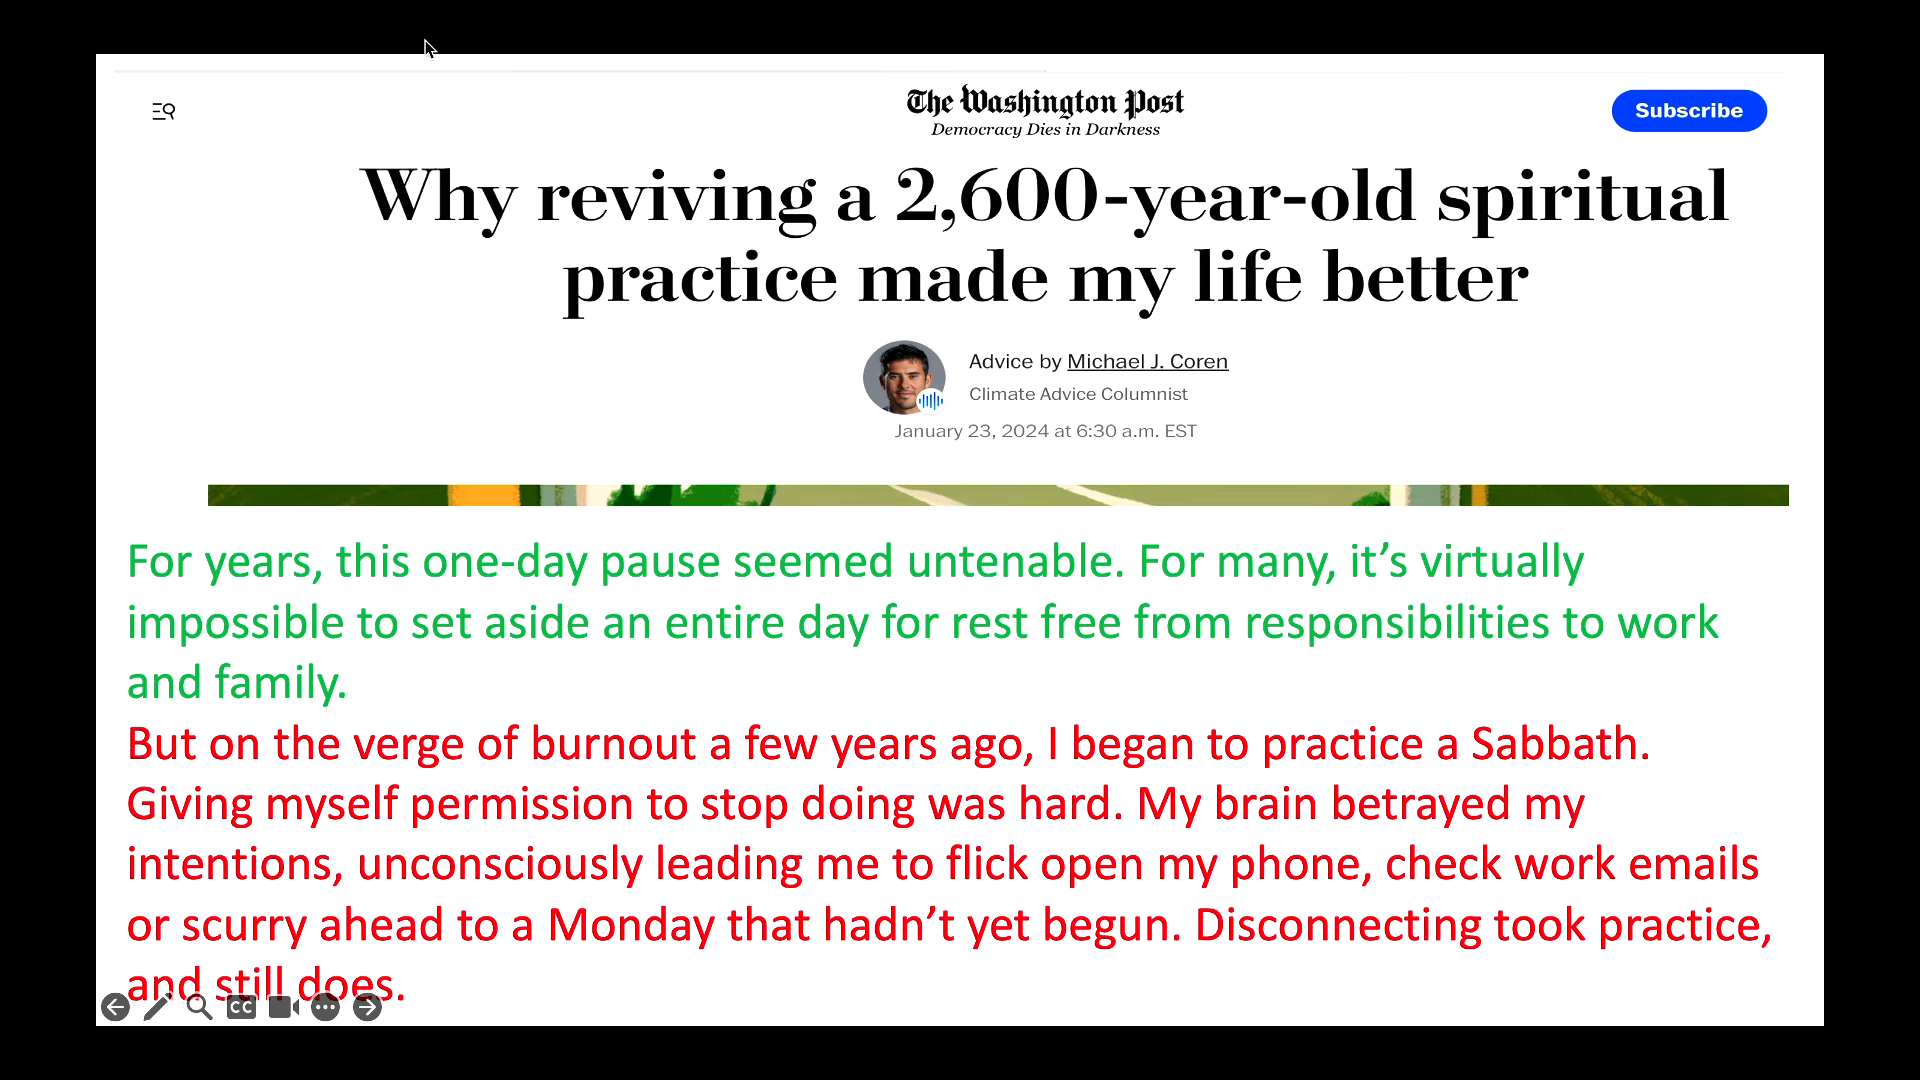 The Washington Post
Democracy Dies in Darkness
Subscribe
Why reviving a 2,600-year-old spiritual
practice made my life better
Advice by Michael J. Coren
Climate Advice Columnist
January 23, 2024 at 6:30 a.m. EST
For years, this one-day pause seemed untenable. For many, it’s virtually
impossible to set aside an entire day for rest free from responsibilities to work
and family.
But on the verge of burnout a few years ago, I began to practice a Sabbath.
Giving myself permission to stop doing was hard. My brain betrayed my
intentions, unconsciously leading me to flick open my phone, check work emails
or scurry ahead to a Monday that hadn’t yet begun. Disconnecting took practice,
and still does.
CC